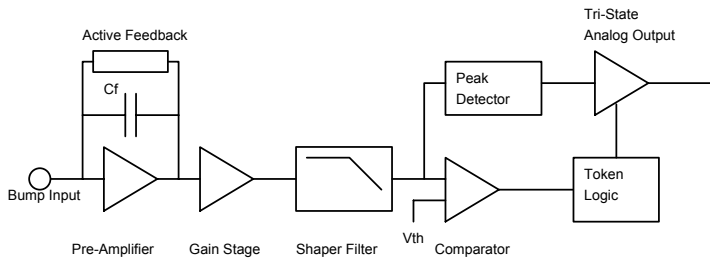 Tri-State
Analog Output
Active Feedback
Cf
Peak
Detector
Token
Logic
Bump Input
Vth
Pre-Amplifier
Gain Stage
Shaper Filter
Comparator